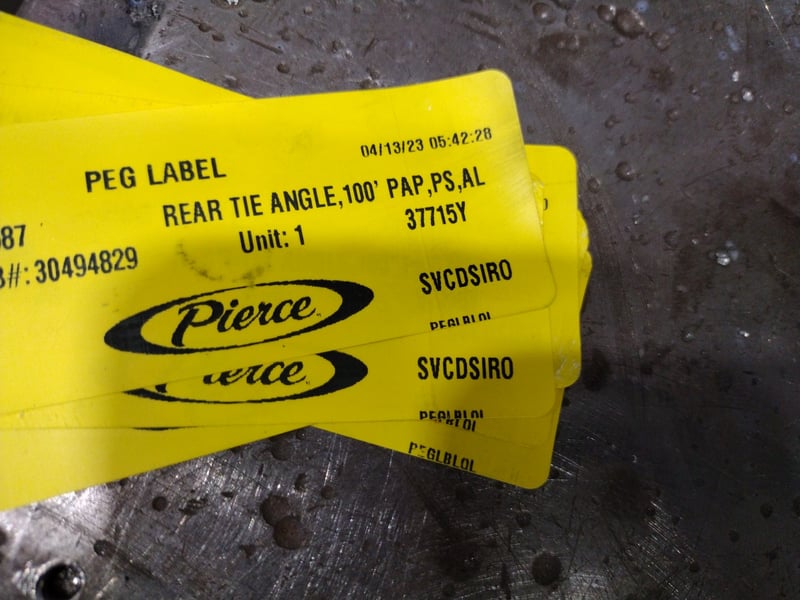 04/13/23 05:42:28
PEG LABEL
REAR TIE ANGLE,100' PAP,PS,AL
87
37715Y
Unit: 1
#: 30494829
SVCDSIRO
Pierce
PEGLBLOL
SVCDSIRO
PEGLBLOL
PEGLBLOL